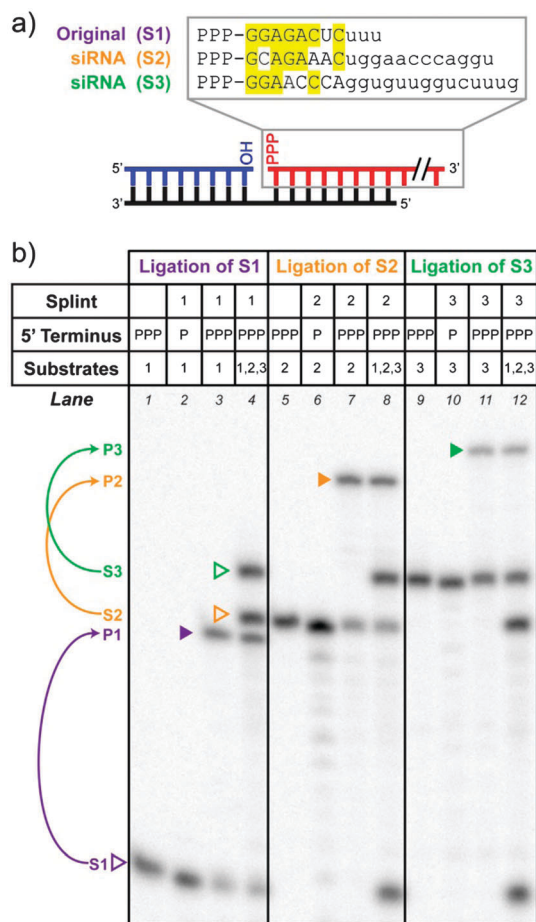 a)
Original (S1) PPP-GGAGACUCuuu
siRNA (S2) PPP-GCAGAAACuggaacccaggu
siRNA (S3) PPP-GGAACCCAgguguuggucuuug
5' OH PPP 3'
3' 5'
b)
Ligation of S1 Ligation of S2 Ligation of S3
Splint 1 1 1 2 2 2 3 3 3
5' Terminus PPP P PPP PPP PPP P PPP PPP PPP P PPP PPP
Substrates 1 1 1 1,2,3 2 2 2 1,2,3 3 3 3 1,2,3
Lane 1 2 3 4 5 6 7 8 9 10 11 12
P3
P2
S3
S2
P1
S1